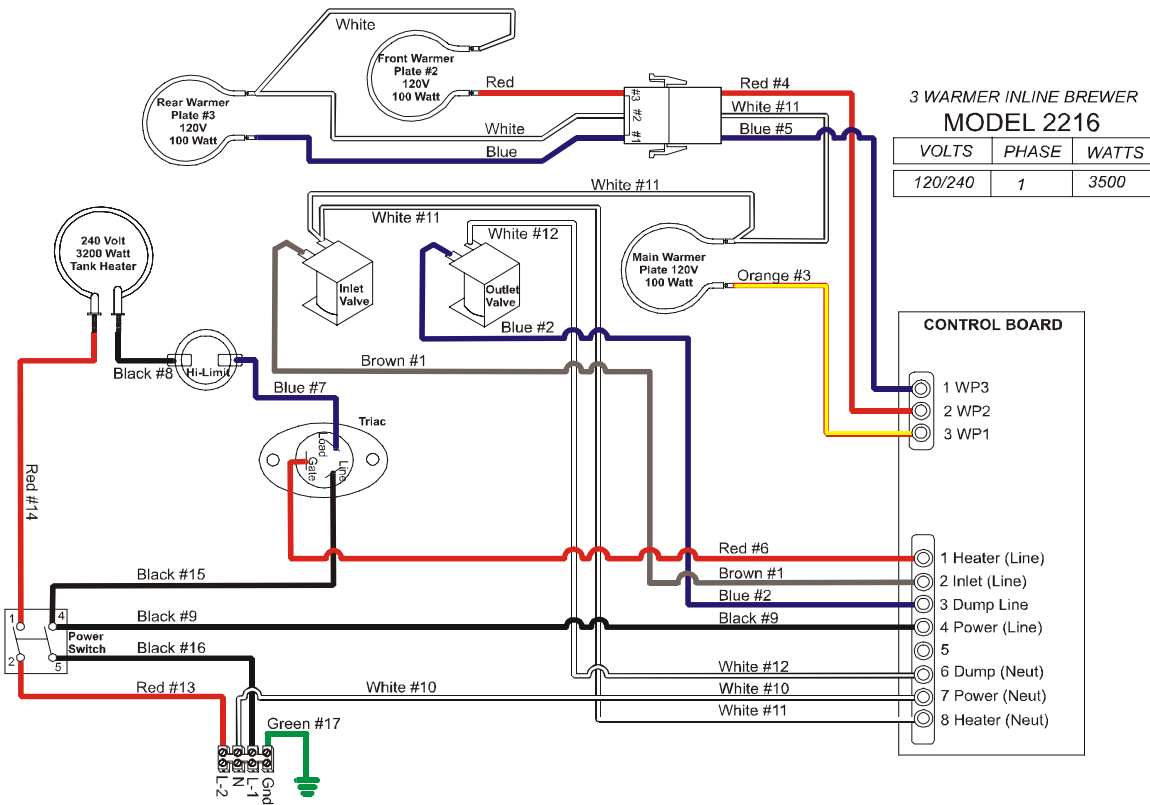 White
Front Warmer
Plate #2
120V
100 Watt
Rear Warmer
Plate #3
120V
100 Watt
Red
White
Blue
#3
#2
#1
Red #4
White #11
Blue #5
3 WARMER INLINE BREWER
MODEL 2216
VOLTS PHASE WATTS
120/240 1 3500
White #11
White #11
White #12
240 Volt
3200 Watt
Tank Heater
Inlet
Valve
Outlet
Valve
Main Warmer
Plate 120V
100 Watt
Orange #3
Blue #2
Brown #1
Black #8
Hi-Limit
Blue #7
Triac
Load
Gate
Line
Red #14
CONTROL BOARD
1 WP3
2 WP2
3 WP1
Red #6
Brown #1
Blue #2
Black #9
1 Heater (Line)
2 Inlet (Line)
3 Dump Line
4 Power (Line)
5
6 Dump (Neut)
7 Power (Neut)
8 Heater (Neut)
Black #15
Black #9
Black #16
Red #13
1
4
2
5
Power
Switch
White #10
White #12
White #10
White #11
Green #17
L-2
N
L-1
Gnd